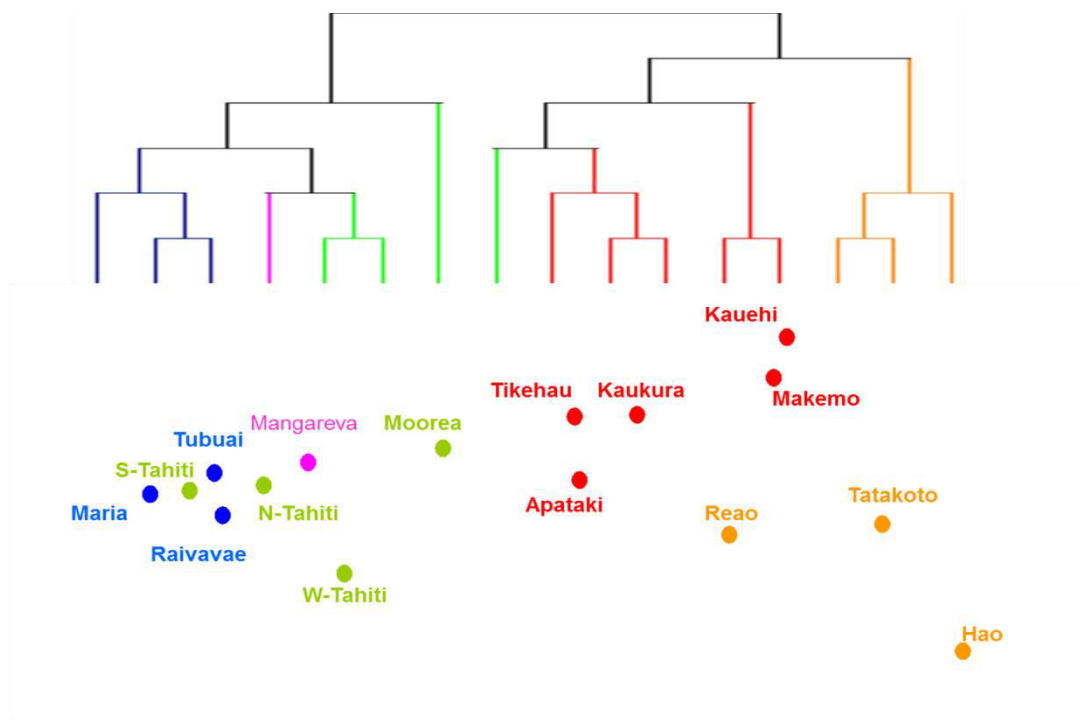 Kauehi
Tikehau
Kaukura
Makemo
Mangareva
Moorea
Tubuai
S-Tahiti
Maria
N-Tahiti
Apataki
Reao
Tatakoto
Raivavae
W-Tahiti
Hao